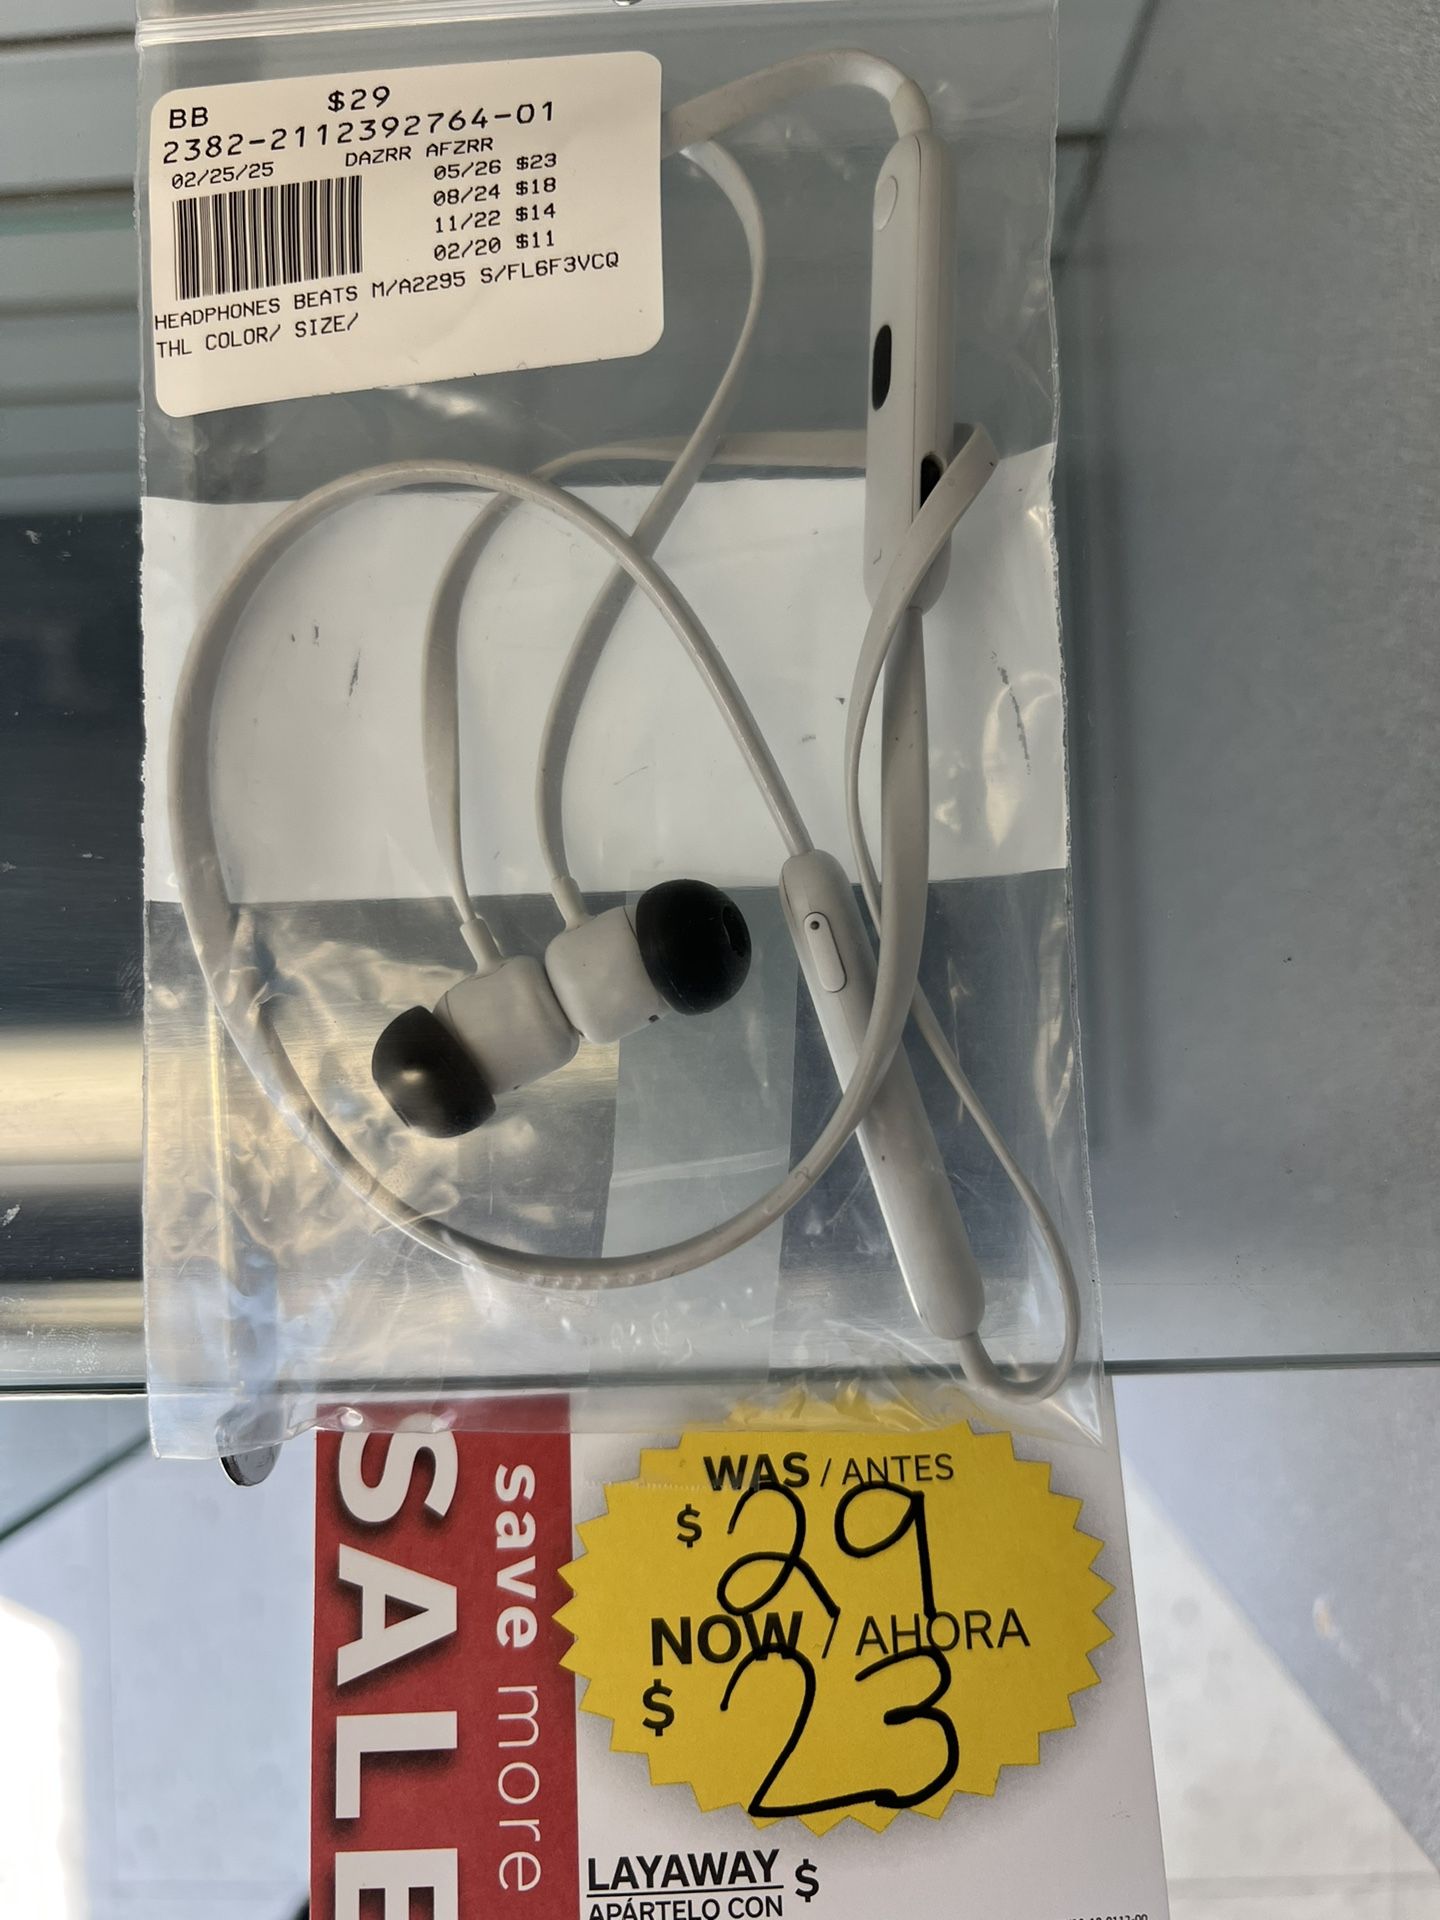 BB $29
2382-2112392764-01
02/25/25 DAZRR AFZRR
05/26 $23
08/24 $18
11/22 $14
02/20 $11
HEADPHONES BEATS M/A2295 S/FL6F3VCQ
THL COLOR/ SIZE/
SALE
save more
WAS / ANTES
$ 29
NOW / AHORA
$ 23
LAYAWAY $
APÁRTELO CON